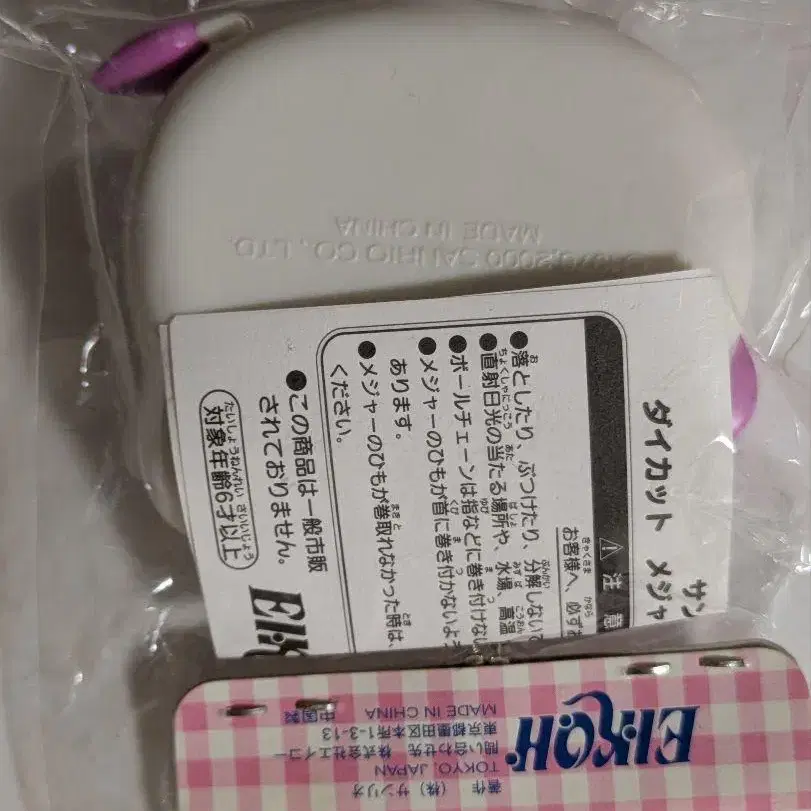 2000 SANRIO CO., LTD.
MADE IN CHINA
サン
ダイカット メジャ
⚠ 注 意
お客様へ、必ずお
●落としたり、ぶつけたり、分解しないで
●直射日光の当たる場所や、水場、高温
●ボールチェーンは指などに巻き付けない
●メジャーのひもが首に巻き付かないよう
あります。
●メジャーのひもが巻取れなかった時は、
ください。
●この商品は一般市販
されておりません。
対象年齢6才以上
EIKOH
EIKOH
著作 (株) サンリオ
TOKYO, JAPAN
問い合わせ先 株式会社エイコー
東京都墨田区本所1-3-13
MADE IN CHINA 中国製